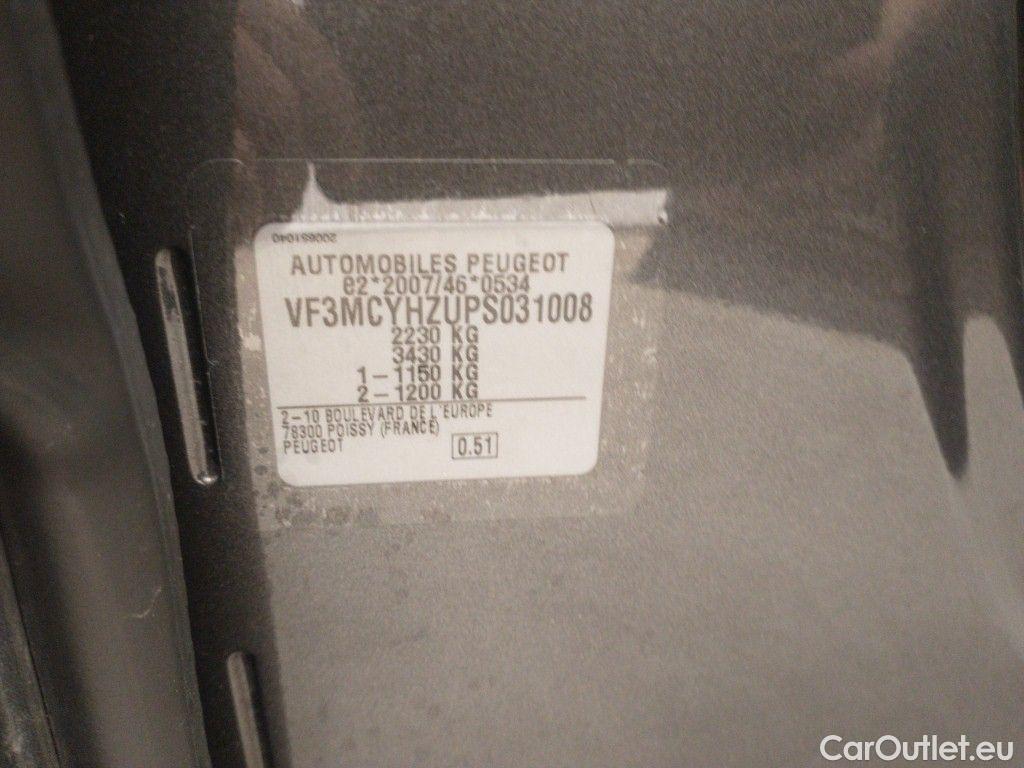 200651040
AUTOMOBILES PEUGEOT
e2*2007/46*0534
VF3MCYHZUPS031008
2230 KG
3430 KG
1-1150 KG
2-1200 KG
2-10 BOULEVARD DE L'EUROPE
78300 POISSY (FRANCE)
PEUGEOT
0.51
CarOutlet.eu